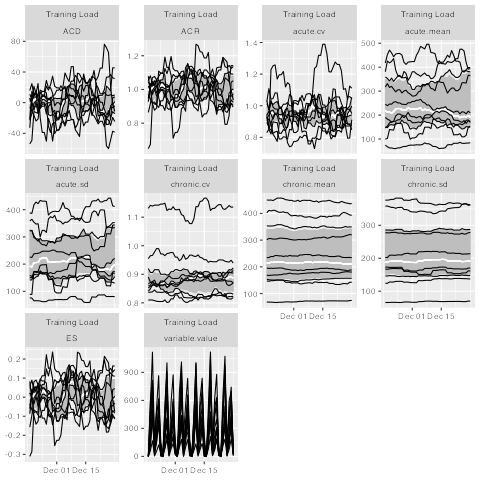 Training Load
ACD
Training Load
ACR
Training Load
acute.cv
Training Load
acute.mean
80
40
0
-40
1.2
1.0
0.8
1.4
1.2
1.0
0.8
500
400
300
200
100
Training Load
acute.sd
Training Load
chronic.cv
Training Load
chronic.mean
Training Load
chronic.sd
400
300
200
100
1.1
1.0
0.9
0.8
400
300
200
100
300
200
100
Dec 01 Dec 15
Dec 01 Dec 15
Training Load
ES
Training Load
variable.value
0.2
0.1
0.0
-0.1
-0.2
-0.3
900
600
300
0
Dec 01 Dec 15
Dec 01 Dec 15